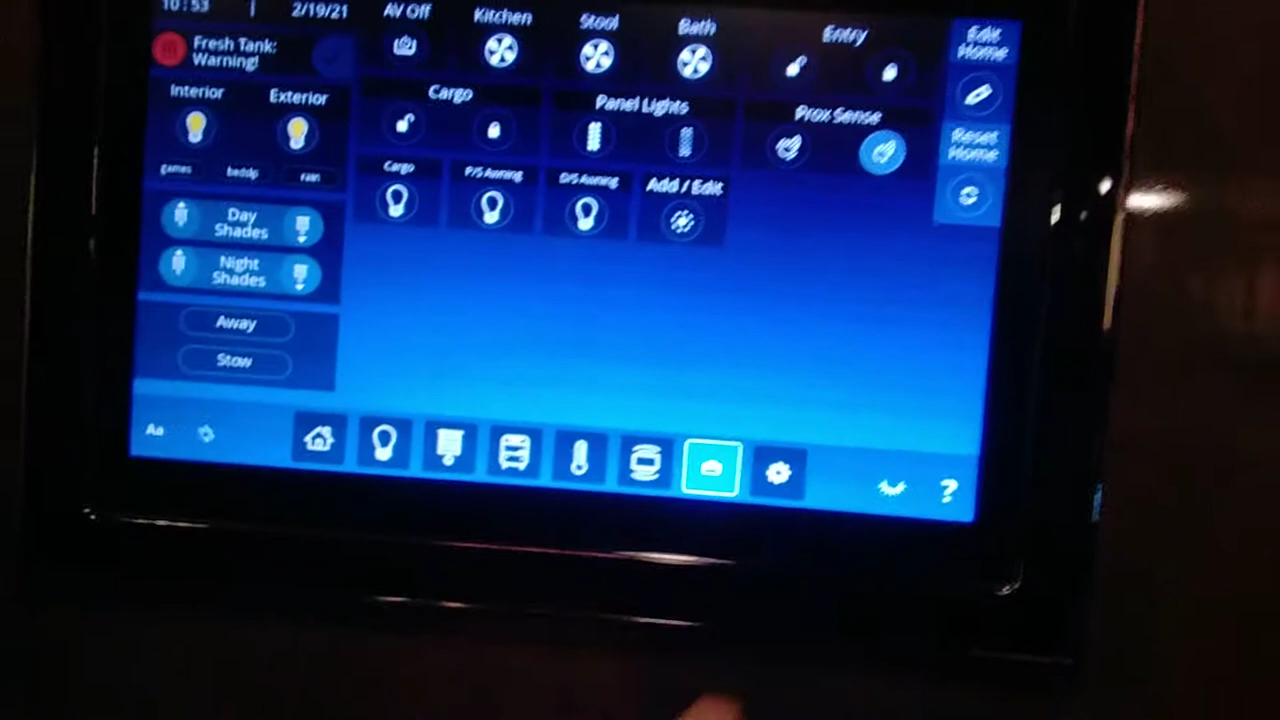 10:53 | 2/19/21
Fresh Tank:
Warning!
Interior
Exterior
games
bedslp
rain
Day
Shades
Night
Shades
Away
Stow
AV Off
Kitchen
Stool
Bath
Entry
Cargo
Panel Lights
Prox Sense
Cargo
P/S Awning
D/S Awning
Add / Edit
Edit
Home
Reset
Home
Aa
?